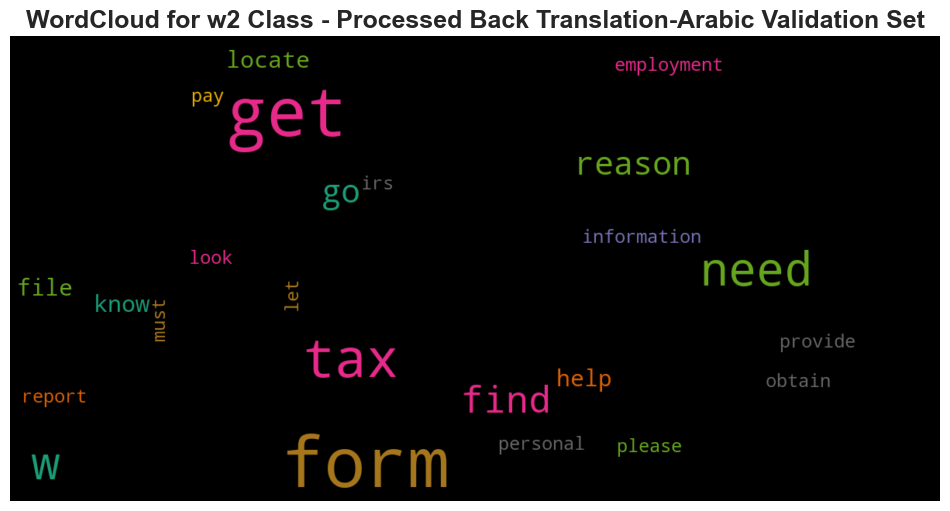 WordCloud for w2 Class - Processed Back Translation-Arabic Validation Set
locate
employment
pay
get
reason
go
irs
information
look
need
file
know
must
let
tax
provide
help
obtain
find
report
form
personal
please
w